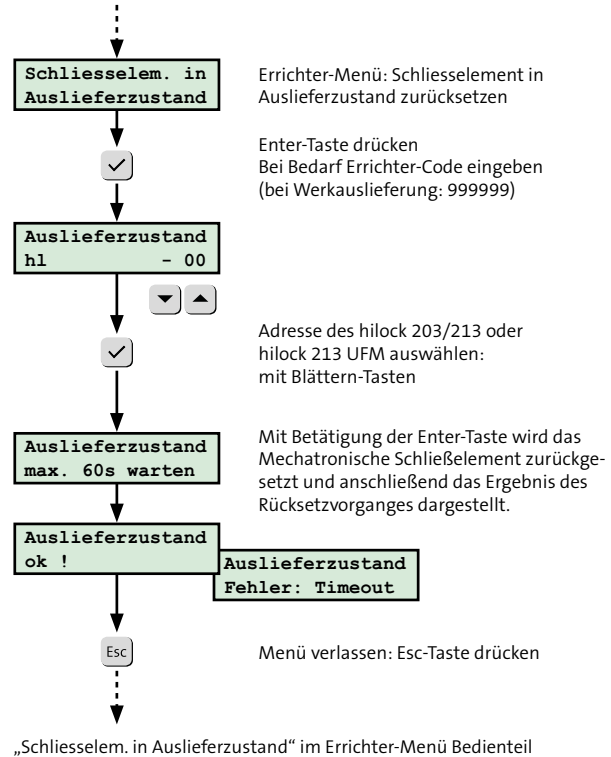 Schliesselem. in
Auslieferzustand
Errichter-Menü: Schliesselement in
Auslieferzustand zurücksetzen
Enter-Taste drücken
Bei Bedarf Errichter-Code eingeben
(bei Werkauslieferung: 999999)
Auslieferzustand
hl - 00
Adresse des hilock 203/213 oder
hilock 213 UFM auswählen:
mit Blättern-Tasten
Auslieferzustand
max. 60s warten
Mit Betätigung der Enter-Taste wird das
Mechatronische Schließelement zurückge-
setzt und anschließend das Ergebnis des
Rücksetzvorganges dargestellt.
Auslieferzustand
ok !
Auslieferzustand
Fehler: Timeout
Esc
Menü verlassen: Esc-Taste drücken
„Schliesselem. in Auslieferzustand“ im Errichter-Menü Bedienteil